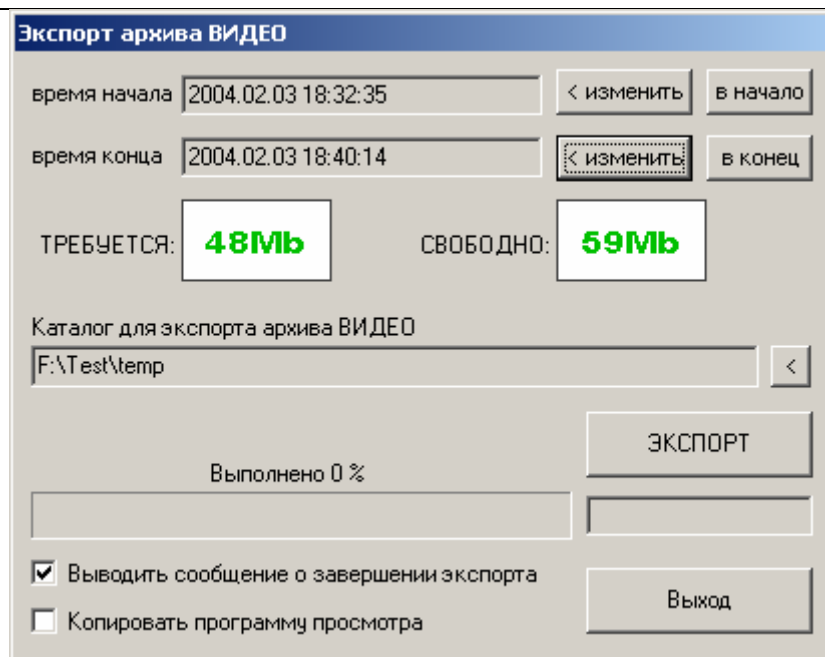 Экспорт архива ВИДЕО
время начала 2004.02.03 18:32:35 < изменить в начало
время конца 2004.02.03 18:40:14 < изменить в конец
ТРЕБУЕТСЯ: 48Mb СВОБОДНО: 59Mb
Каталог для экспорта архива ВИДЕО
F:\Test\temp <
ЭКСПОРТ
Выполнено 0 %
Выводить сообщение о завершении экспорта
Выход
Копировать программу просмотра